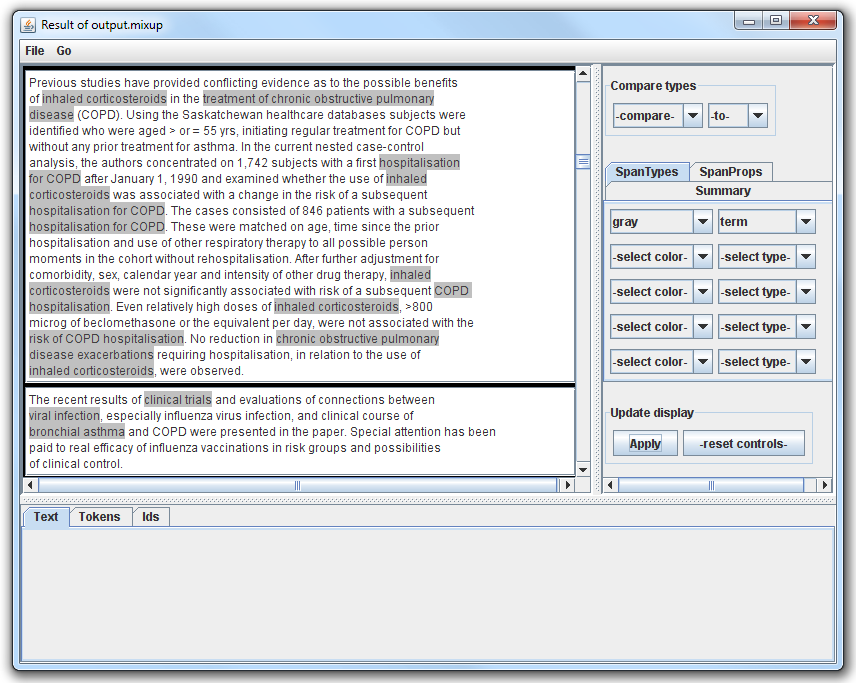 Result of output.mixup
File Go
Previous studies have provided conflicting evidence as to the possible benefits
of inhaled corticosteroids in the treatment of chronic obstructive pulmonary
disease (COPD). Using the Saskatchewan healthcare databases subjects were
identified who were aged > or = 55 yrs, initiating regular treatment for COPD but
without any prior treatment for asthma. In the current nested case-control
analysis, the authors concentrated on 1,742 subjects with a first hospitalisation
for COPD after January 1, 1990 and examined whether the use of inhaled
corticosteroids was associated with a change in the risk of a subsequent
hospitalisation for COPD. The cases consisted of 846 patients with a subsequent
hospitalisation for COPD. These were matched on age, time since the prior
hospitalisation and use of other respiratory therapy to all possible person
moments in the cohort without rehospitalisation. After further adjustment for
comorbidity, sex, calendar year and intensity of other drug therapy, inhaled
corticosteroids were not significantly associated with risk of a subsequent COPD
hospitalisation. Even relatively high doses of inhaled corticosteroids, >800
microg of beclomethasone or the equivalent per day, were not associated with the
risk of COPD hospitalisation. No reduction in chronic obstructive pulmonary
disease exacerbations requiring hospitalisation, in relation to the use of
inhaled corticosteroids, were observed.
The recent results of clinical trials and evaluations of connections between
viral infection, especially influenza virus infection, and clinical course of
bronchial asthma and COPD were presented in the paper. Special attention has been
paid to real efficacy of influenza vaccinations in risk groups and possibilities
of clinical control.
Compare types
-compare- -to-
SpanTypes SpanProps
Summary
gray term
-select color- -select type-
-select color- -select type-
-select color- -select type-
-select color- -select type-
Update display
Apply -reset controls-
Text Tokens Ids